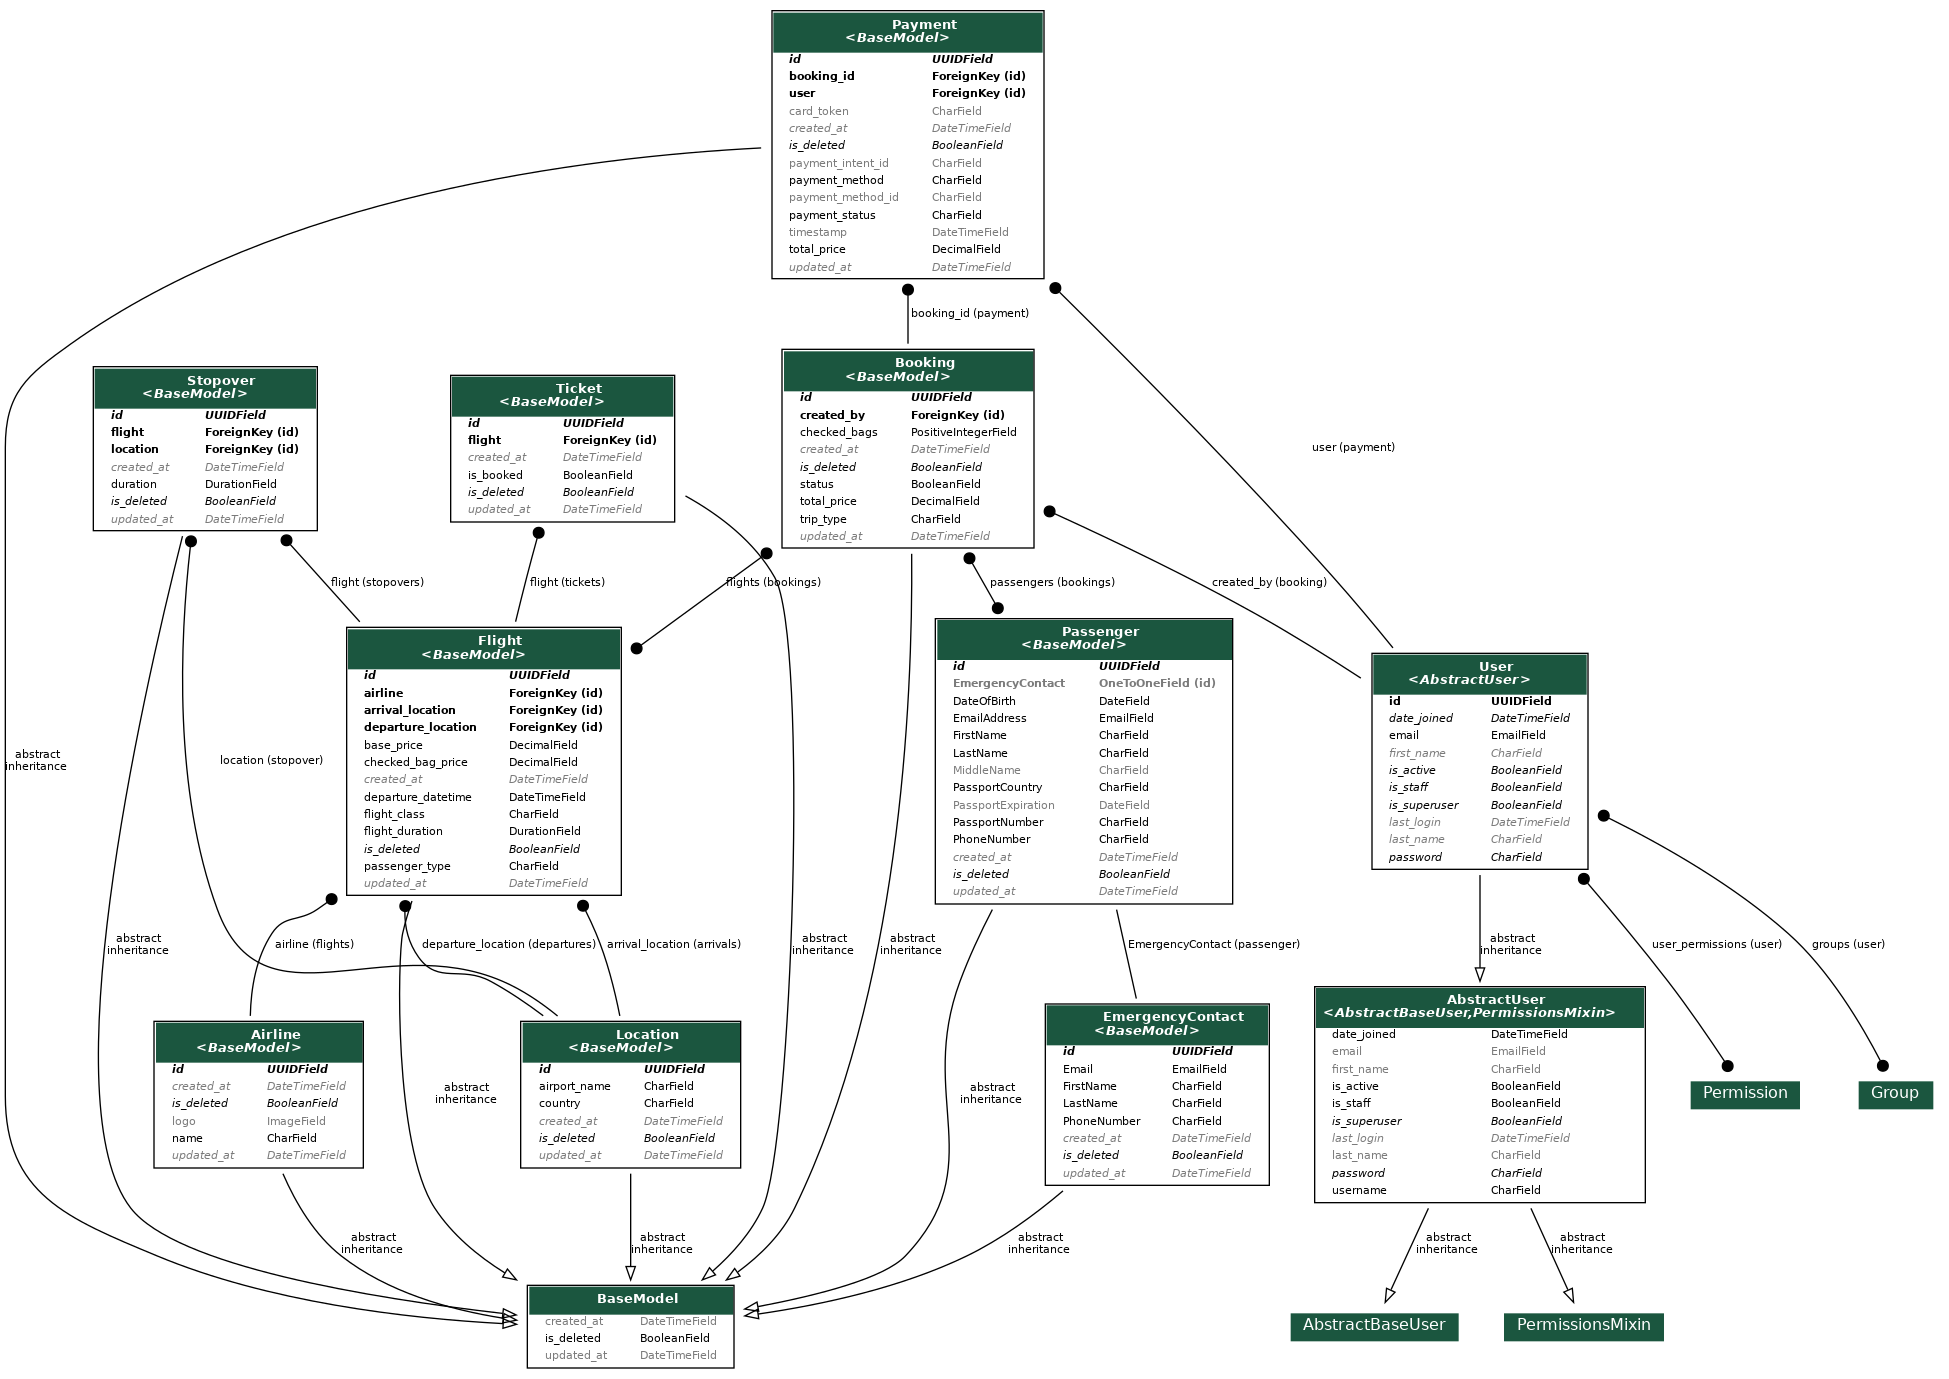 Payment
<BaseModel>
id UUIDField
booking_id ForeignKey (id)
user ForeignKey (id)
card_token CharField
created_at DateTimeField
is_deleted BooleanField
payment_intent_id CharField
payment_method CharField
payment_method_id CharField
payment_status CharField
timestamp DateTimeField
total_price DecimalField
updated_at DateTimeField
booking_id (payment)
user (payment)
Stopover
<BaseModel>
id UUIDField
flight ForeignKey (id)
location ForeignKey (id)
created_at DateTimeField
duration DurationField
is_deleted BooleanField
updated_at DateTimeField
Ticket
<BaseModel>
id UUIDField
flight ForeignKey (id)
created_at DateTimeField
is_booked BooleanField
is_deleted BooleanField
updated_at DateTimeField
Booking
<BaseModel>
id UUIDField
created_by ForeignKey (id)
checked_bags PositiveIntegerField
created_at DateTimeField
is_deleted BooleanField
status BooleanField
total_price DecimalField
trip_type CharField
updated_at DateTimeField
flight (stopovers)
flight (tickets)
flights (bookings)
passengers (bookings)
created_by (booking)
Flight
<BaseModel>
id UUIDField
airline ForeignKey (id)
arrival_location ForeignKey (id)
departure_location ForeignKey (id)
base_price DecimalField
checked_bag_price DecimalField
created_at DateTimeField
departure_datetime DateTimeField
flight_class CharField
flight_duration DurationField
is_deleted BooleanField
passenger_type CharField
updated_at DateTimeField
Passenger
<BaseModel>
id UUIDField
EmergencyContact OneToOneField (id)
DateOfBirth DateField
EmailAddress EmailField
FirstName CharField
LastName CharField
MiddleName CharField
PassportCountry CharField
PassportExpiration DateField
PassportNumber CharField
PhoneNumber CharField
created_at DateTimeField
is_deleted BooleanField
updated_at DateTimeField
User
<AbstractUser>
id UUIDField
date_joined DateTimeField
email EmailField
first_name CharField
is_active BooleanField
is_staff BooleanField
is_superuser BooleanField
last_login DateTimeField
last_name CharField
password CharField
abstract
inheritance
location (stopover)
abstract
inheritance
airline (flights)
departure_location (departures)
arrival_location (arrivals)
abstract
inheritance
abstract
inheritance
EmergencyContact (passenger)
abstract
inheritance
user_permissions (user)
groups (user)
Airline
<BaseModel>
id UUIDField
created_at DateTimeField
is_deleted BooleanField
logo ImageField
name CharField
updated_at DateTimeField
abstract
inheritance
Location
<BaseModel>
id UUIDField
airport_name CharField
country CharField
created_at DateTimeField
is_deleted BooleanField
updated_at DateTimeField
abstract
inheritance
EmergencyContact
<BaseModel>
id UUIDField
Email EmailField
FirstName CharField
LastName CharField
PhoneNumber CharField
created_at DateTimeField
is_deleted BooleanField
updated_at DateTimeField
AbstractUser
<AbstractBaseUser,PermissionsMixin>
date_joined DateTimeField
email EmailField
first_name CharField
is_active BooleanField
is_staff BooleanField
is_superuser BooleanField
last_login DateTimeField
last_name CharField
password CharField
username CharField
Permission
Group
abstract
inheritance
abstract
inheritance
abstract
inheritance
abstract
inheritance
abstract
inheritance
BaseModel
created_at DateTimeField
is_deleted BooleanField
updated_at DateTimeField
AbstractBaseUser
PermissionsMixin